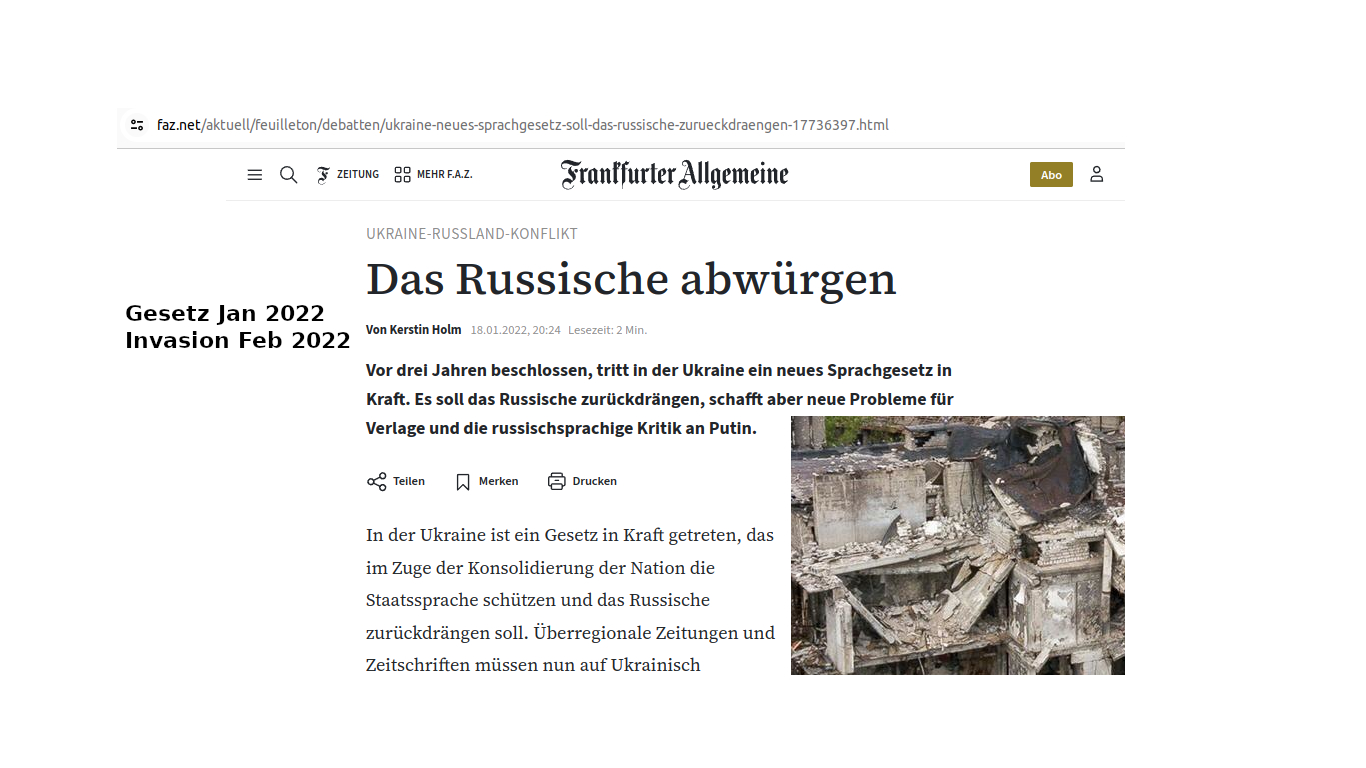 faz.net/aktuell/feuilleton/debatten/ukraine-neues-sprachgesetz-soll-das-russische-zurueckdraengen-17736397.html
ZEITUNG MEHR F.A.Z. Frankfurter Allgemeine Abo
UKRAINE-RUSSLAND-KONFLIKT
Das Russische abwürgen
Gesetz Jan 2022
Invasion Feb 2022
Von Kerstin Holm 18.01.2022, 20:24 Lesezeit: 2 Min.
Vor drei Jahren beschlossen, tritt in der Ukraine ein neues Sprachgesetz in
Kraft. Es soll das Russische zurückdrängen, schafft aber neue Probleme für
Verlage und die russischsprachige Kritik an Putin.
Teilen Merken Drucken
In der Ukraine ist ein Gesetz in Kraft getreten, das
im Zuge der Konsolidierung der Nation die
Staatssprache schützen und das Russische
zurückdrängen soll. Überregionale Zeitungen und
Zeitschriften müssen nun auf Ukrainisch